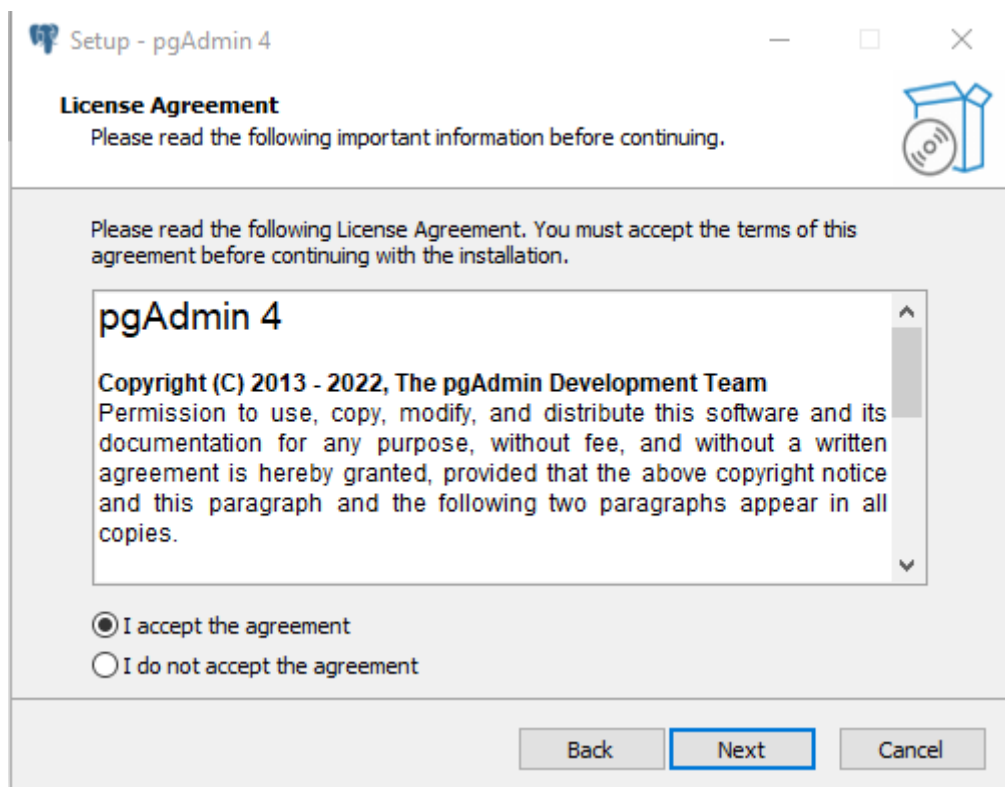 Setup - pgAdmin 4
License Agreement
Please read the following important information before continuing.
Please read the following License Agreement. You must accept the terms of this
agreement before continuing with the installation.
pgAdmin 4
Copyright (C) 2013 - 2022, The pgAdmin Development Team
Permission to use, copy, modify, and distribute this software and its
documentation for any purpose, without fee, and without a written
agreement is hereby granted, provided that the above copyright notice
and this paragraph and the following two paragraphs appear in all
copies.
I accept the agreement
I do not accept the agreement
Back Next Cancel